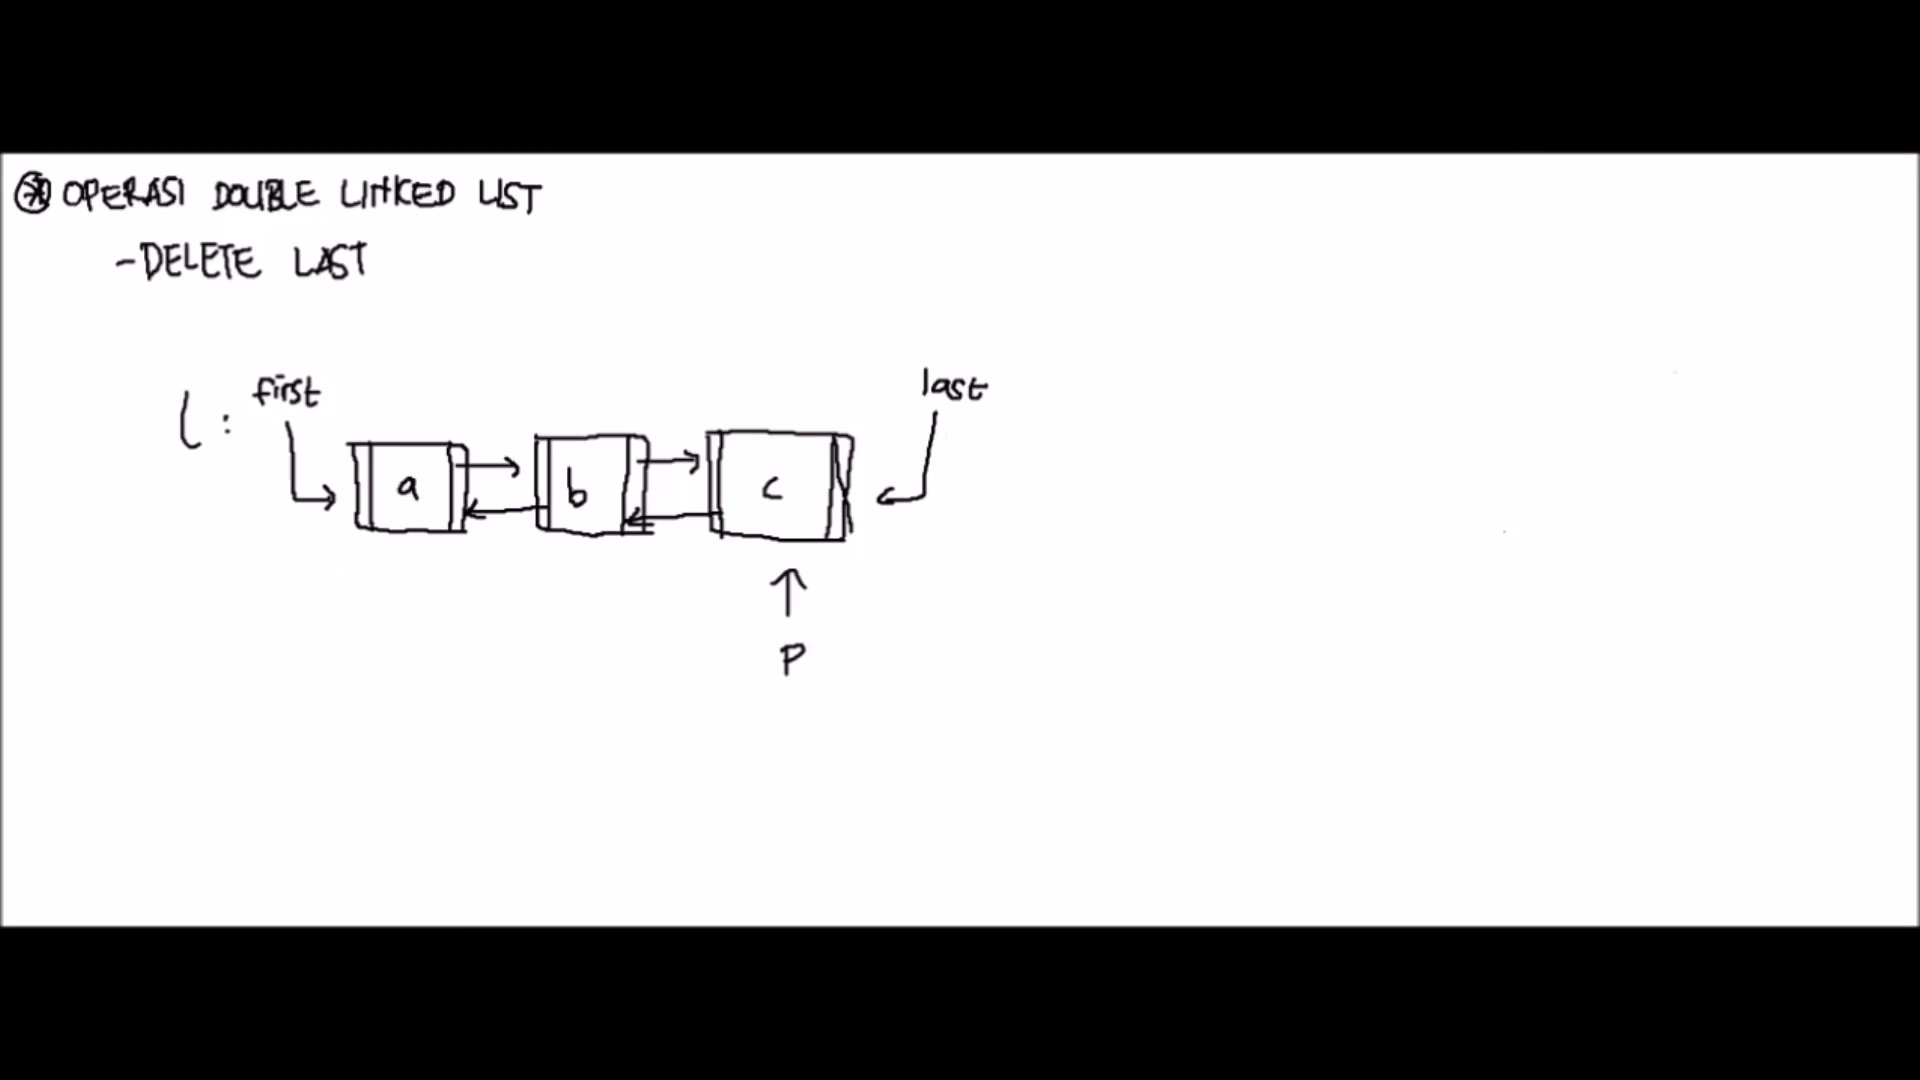 ⊛ OPERASI DOUBLE LINKED LIST
- DELETE LAST
L : first
last
a b c
P